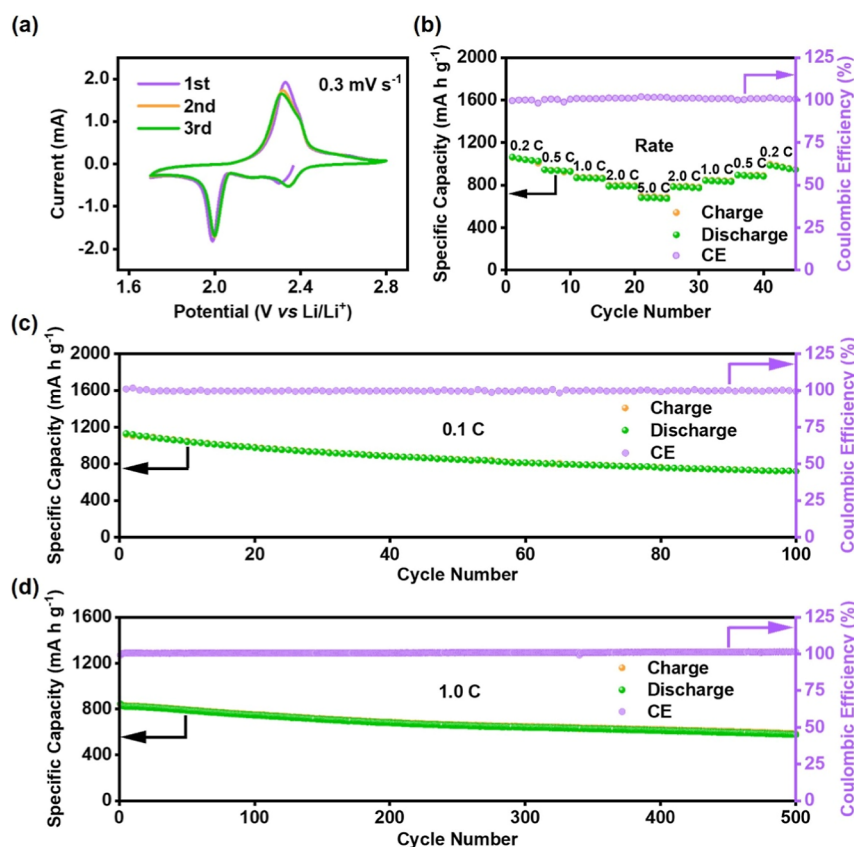 (a)
2.0
1.0
0.0
-1.0
-2.0
Current (mA)
1st
2nd
3rd
0.3 mV s⁻¹
1.6
2.0
2.4
2.8
Potential (V vs Li/Li⁺)
(b)
2000
1600
1200
800
400
0
Specific Capacity (mA h g⁻¹)
0.2 C
0.5 C
1.0 C
2.0 C
5.0 C
2.0 C
1.0 C
0.5 C
0.2 C
Rate
Charge
Discharge
CE
125
100
75
50
25
0
Coulombic Efficiency (%)
0
10
20
30
40
Cycle Number
(c)
2000
1600
1200
800
400
0
Specific Capacity (mA h g⁻¹)
0.1 C
Charge
Discharge
CE
125
100
75
50
25
0
Coulombic Efficiency (%)
0
20
40
60
80
100
Cycle Number
(d)
1600
1200
800
400
0
Specific Capacity (mA h g⁻¹)
1.0 C
Charge
Discharge
CE
125
100
75
50
25
0
Coulombic Efficiency (%)
0
100
200
300
400
500
Cycle Number